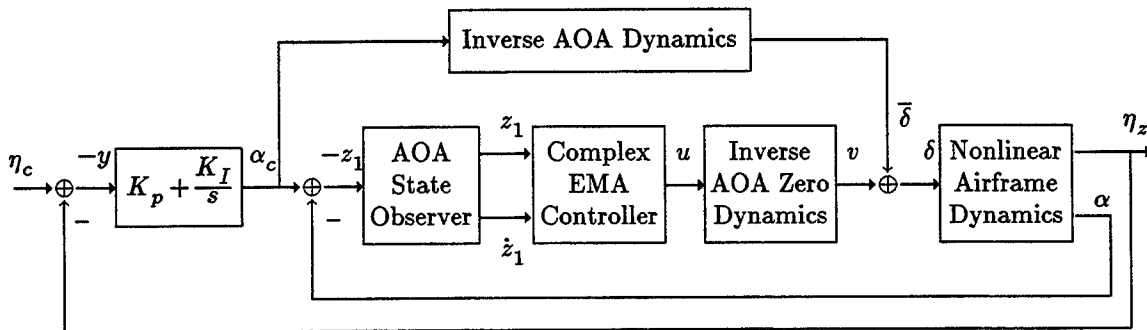 Inverse AOA Dynamics
η_c
−y
K_p + K_I/s
α_c
−z_1
AOA
State
Observer
z_1
ż_1
Complex
EMA
Controller
u
Inverse
AOA Zero
Dynamics
v
δ̅
δ
Nonlinear
Airframe
Dynamics
η_z
α
−
−